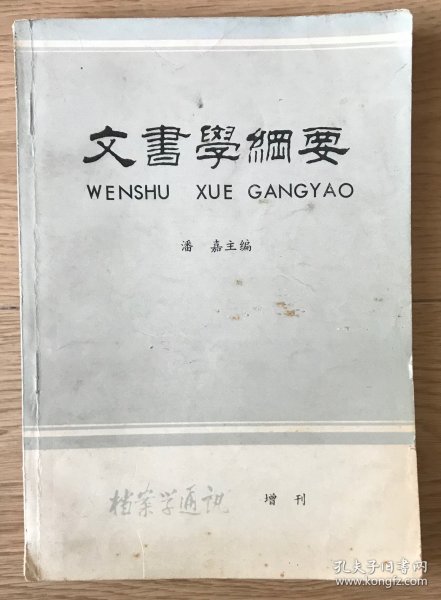 文書學綱要
WENSHU XUE GANGYAO
潘 嘉主编
档案学通讯 增刊
孔夫子旧书网
www.kongfz.com